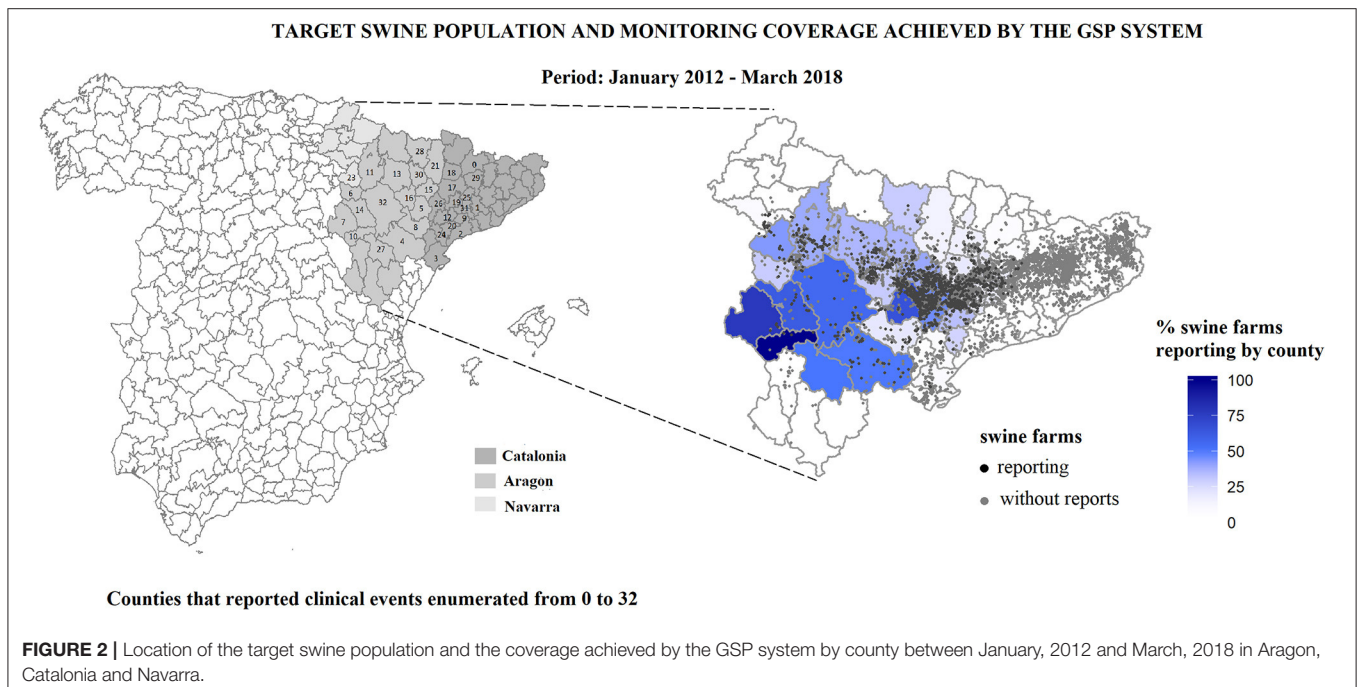 TARGET SWINE POPULATION AND MONITORING COVERAGE ACHIEVED BY THE GSP SYSTEM
Period: January 2012 - March 2018
28
0
21
11
13
30
18
29
23
17
15
6
16
32
26
19
25
14
5
31
1
12
9
7
8
20
10
24
2
4
27
3
Catalonia
Aragon
Navarra
% swine farms
reporting by county
100
75
50
25
0
swine farms
reporting
without reports
Counties that reported clinical events enumerated from 0 to 32
FIGURE 2 | Location of the target swine population and the coverage achieved by the GSP system by county between January, 2012 and March, 2018 in Aragon,
Catalonia and Navarra.